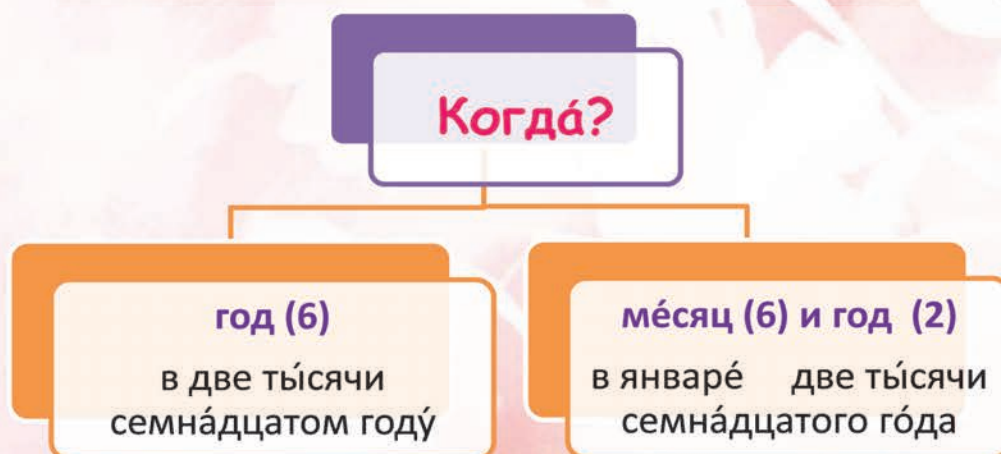 Когда́?
год (6)
в две ты́сячи
семна́дцатом году́
ме́сяц (6) и год (2)
в январе́ две ты́сячи
семна́дцатого го́да